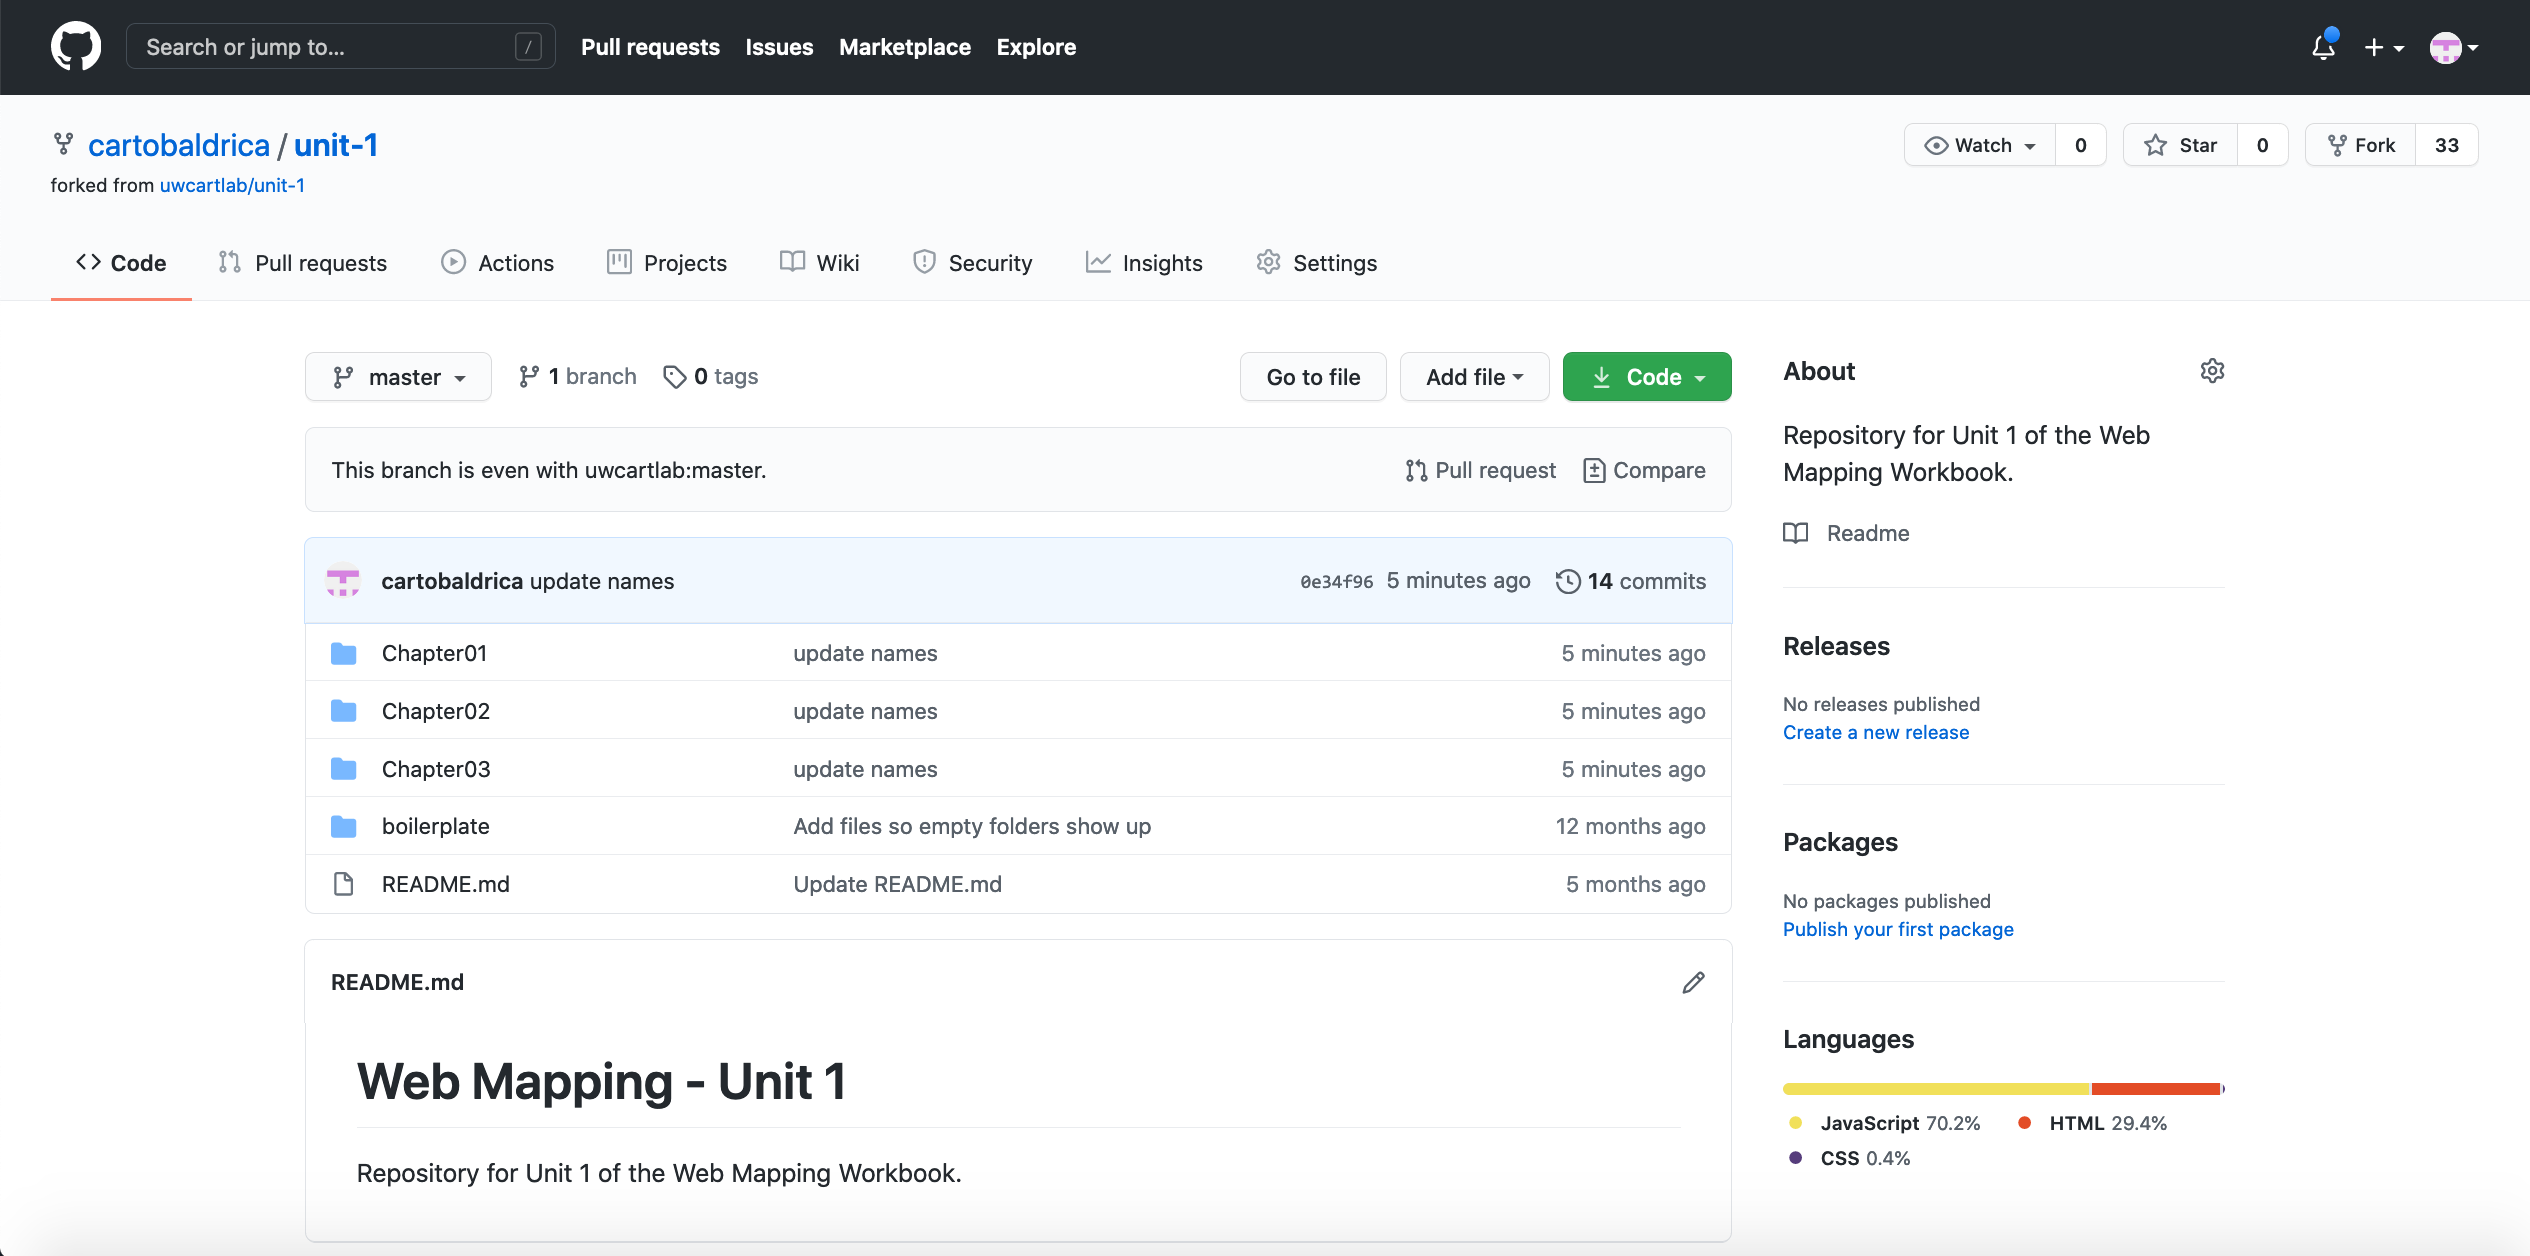 Search or jump to... /
Pull requests Issues Marketplace Explore
cartobaldrica / unit-1
forked from uwcartlab/unit-1
Watch 0 Star 0 Fork 33
Code Pull requests Actions Projects Wiki Security Insights Settings
master 1 branch 0 tags Go to file Add file Code
This branch is even with uwcartlab:master. Pull request Compare
cartobaldrica update names 0e34f96 5 minutes ago 14 commits
Chapter01 update names 5 minutes ago
Chapter02 update names 5 minutes ago
Chapter03 update names 5 minutes ago
boilerplate Add files so empty folders show up 12 months ago
README.md Update README.md 5 months ago
README.md
Web Mapping - Unit 1
Repository for Unit 1 of the Web Mapping Workbook.
About
Repository for Unit 1 of the Web
Mapping Workbook.
Readme
Releases
No releases published
Create a new release
Packages
No packages published
Publish your first package
Languages
JavaScript 70.2% HTML 29.4%
CSS 0.4%